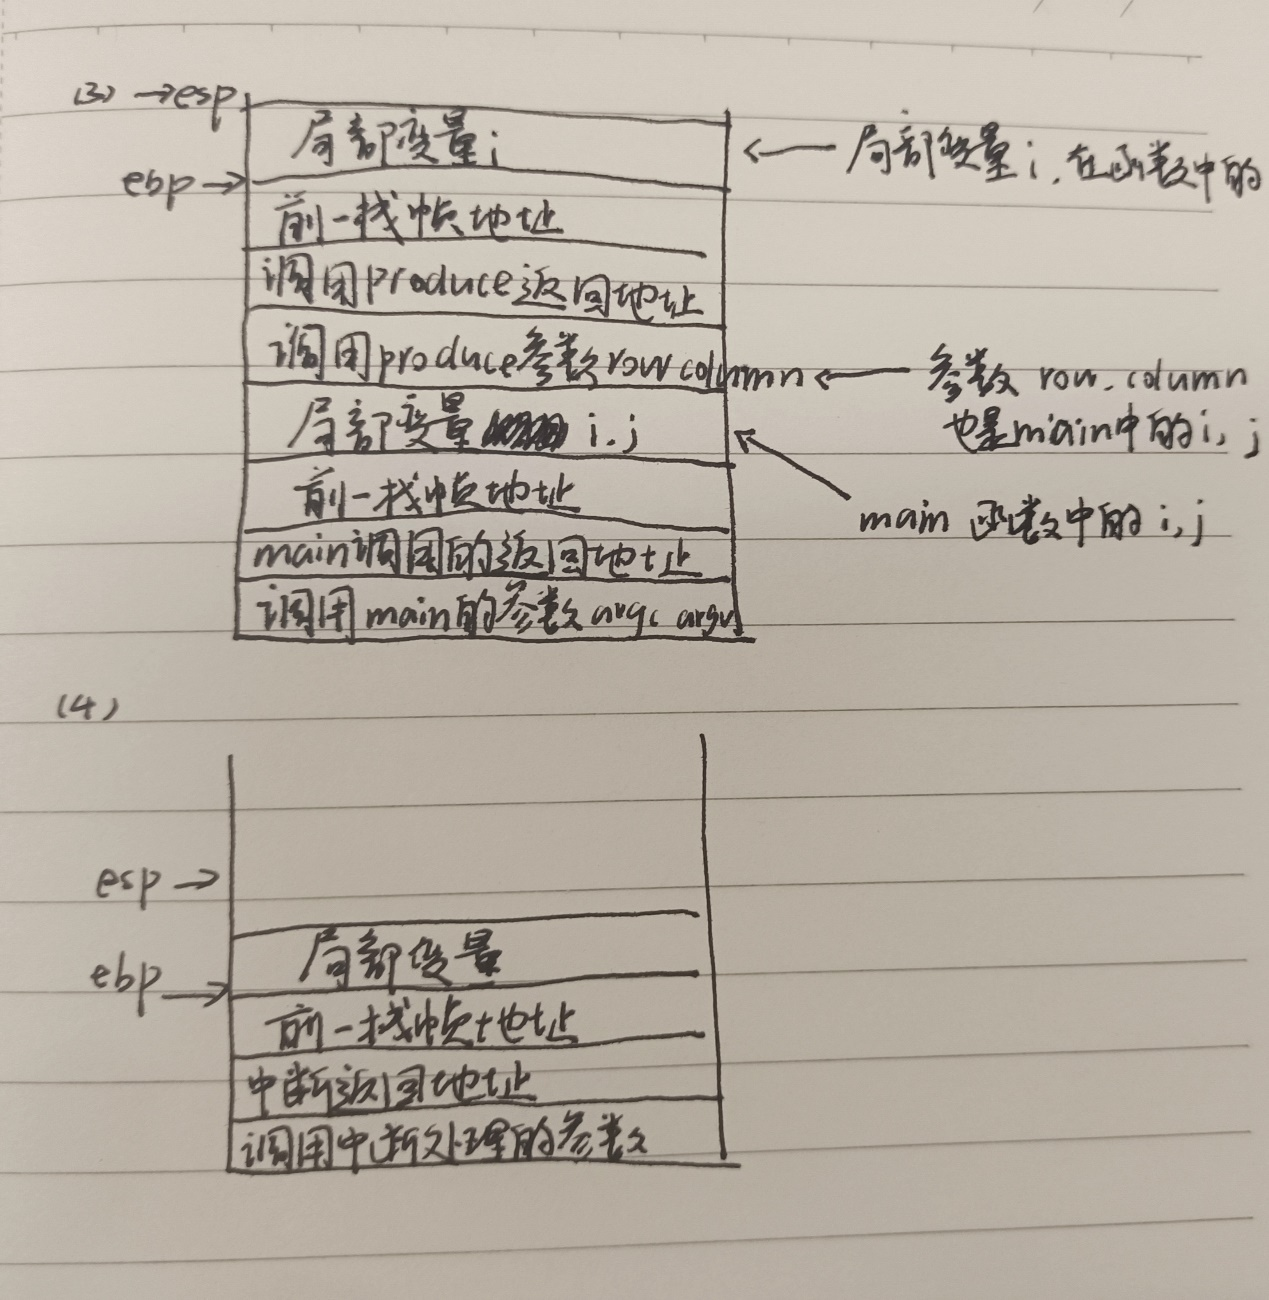 (3) →esp
局部变量i
← 局部变量i,在函数中的
ebp→
前一栈帧地址
调用produce返回地址
调用produce参数row column
← 参数 row. column
也是main中的i, j
局部变量 i. j
前一栈帧地址
main 函数中的 i, j
main调用的返回地址
调用main的参数argc argv
(4)
esp →
局部变量
ebp →
前一栈帧地址
中断返回地址
调用中断处理的参数